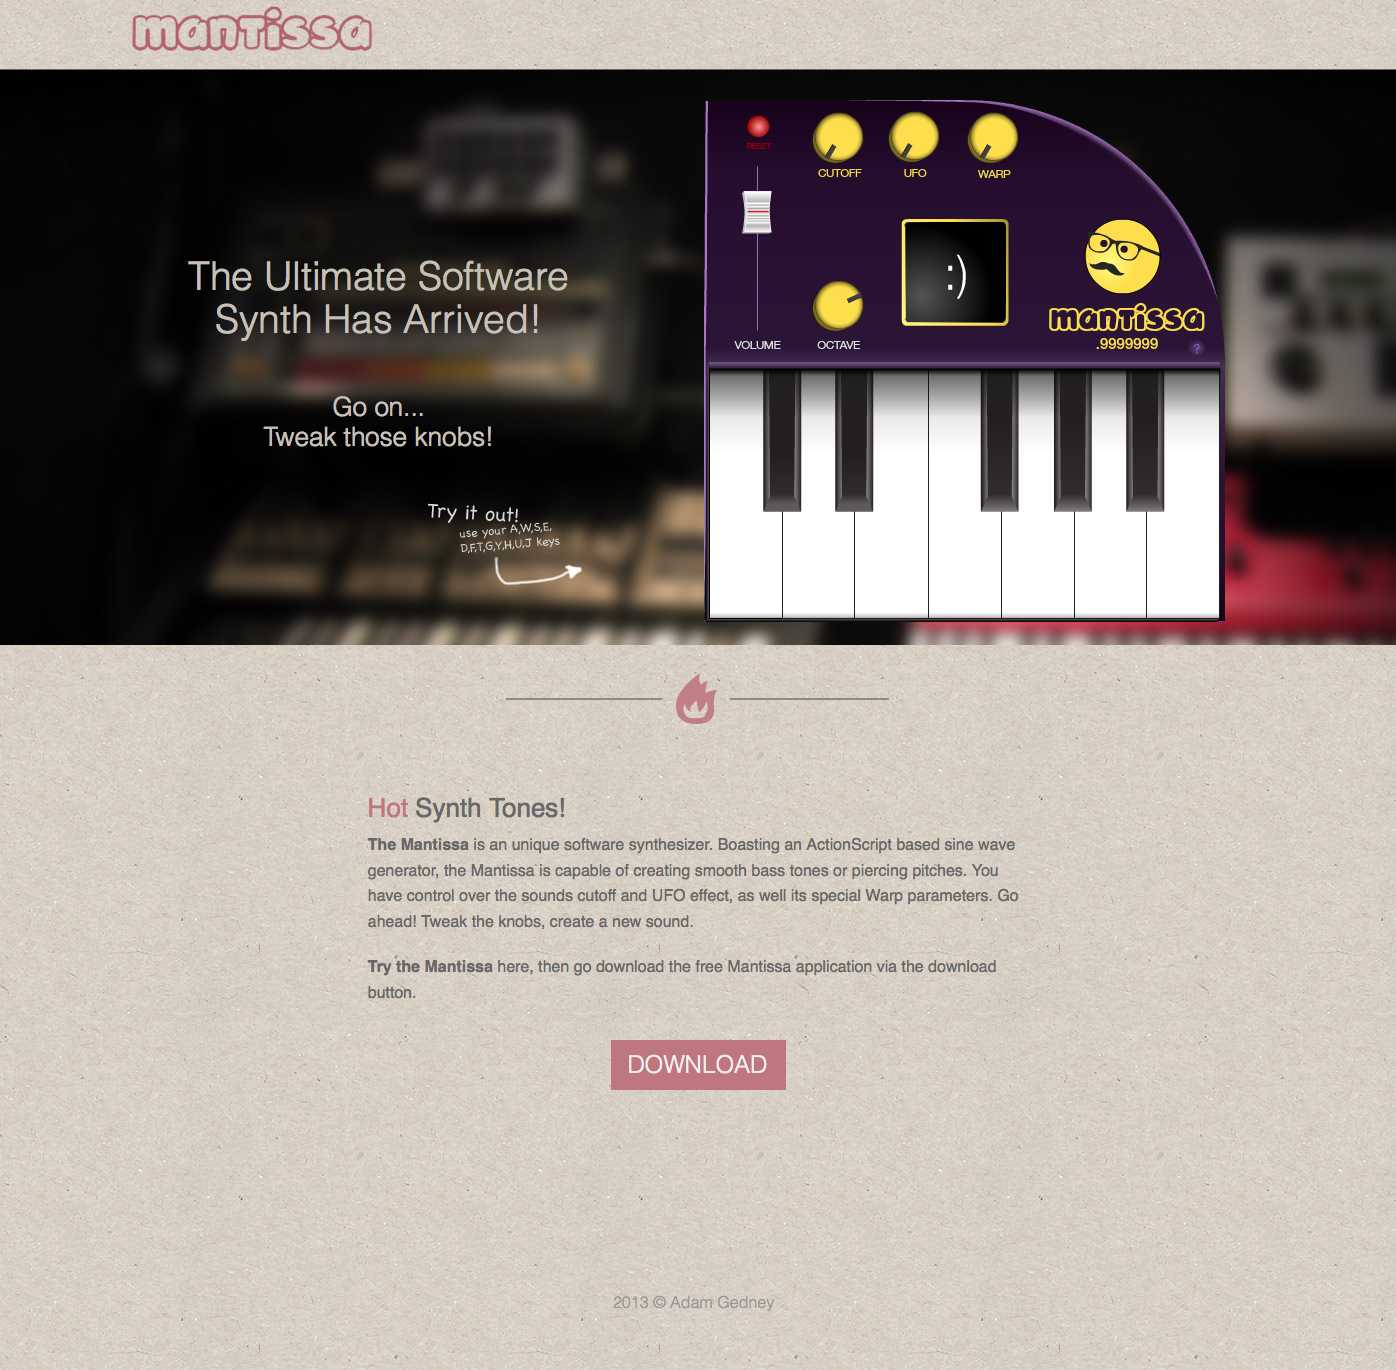 mantissa
The Ultimate Software
Synth Has Arrived!
Go on...
Tweak those knobs!
Try it out!
use your A,W,S,E,
D,F,T,G,Y,H,U,J keys
RESET
CUTOFF
UFO
WARP
:)
VOLUME
OCTAVE
mantissa
.9999999
?
Hot Synth Tones!
The Mantissa is an unique software synthesizer. Boasting an ActionScript based sine wave
generator, the Mantissa is capable of creating smooth bass tones or piercing pitches. You
have control over the sounds cutoff and UFO effect, as well its special Warp parameters. Go
ahead! Tweak the knobs, create a new sound.
Try the Mantissa here, then go download the free Mantissa application via the download
button.
DOWNLOAD
2013 © Adam Gedney